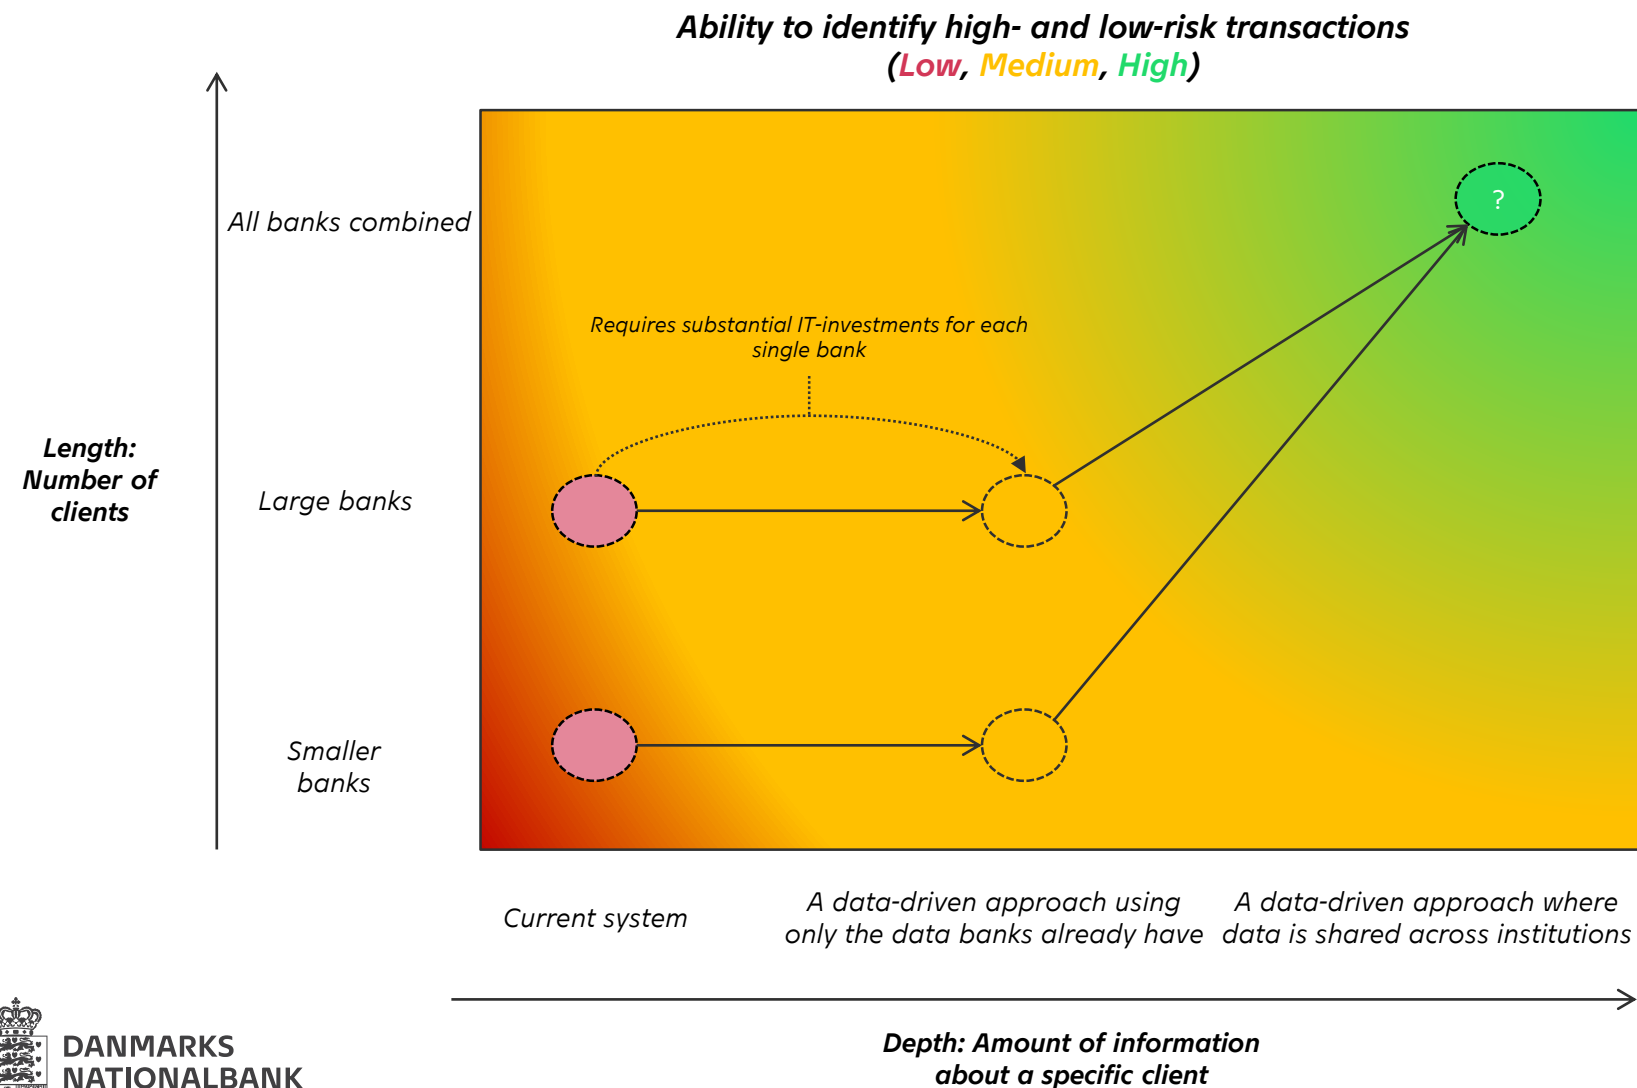 Ability to identify high- and low-risk transactions
(Low, Medium, High)
All banks combined
?
Requires substantial IT-investments for each
single bank
Length:
Number of
clients
Large banks
Smaller
banks
Current system
A data-driven approach using
only the data banks already have
A data-driven approach where
data is shared across institutions
Depth: Amount of information
about a specific client
DANMARKS
NATIONALBANK